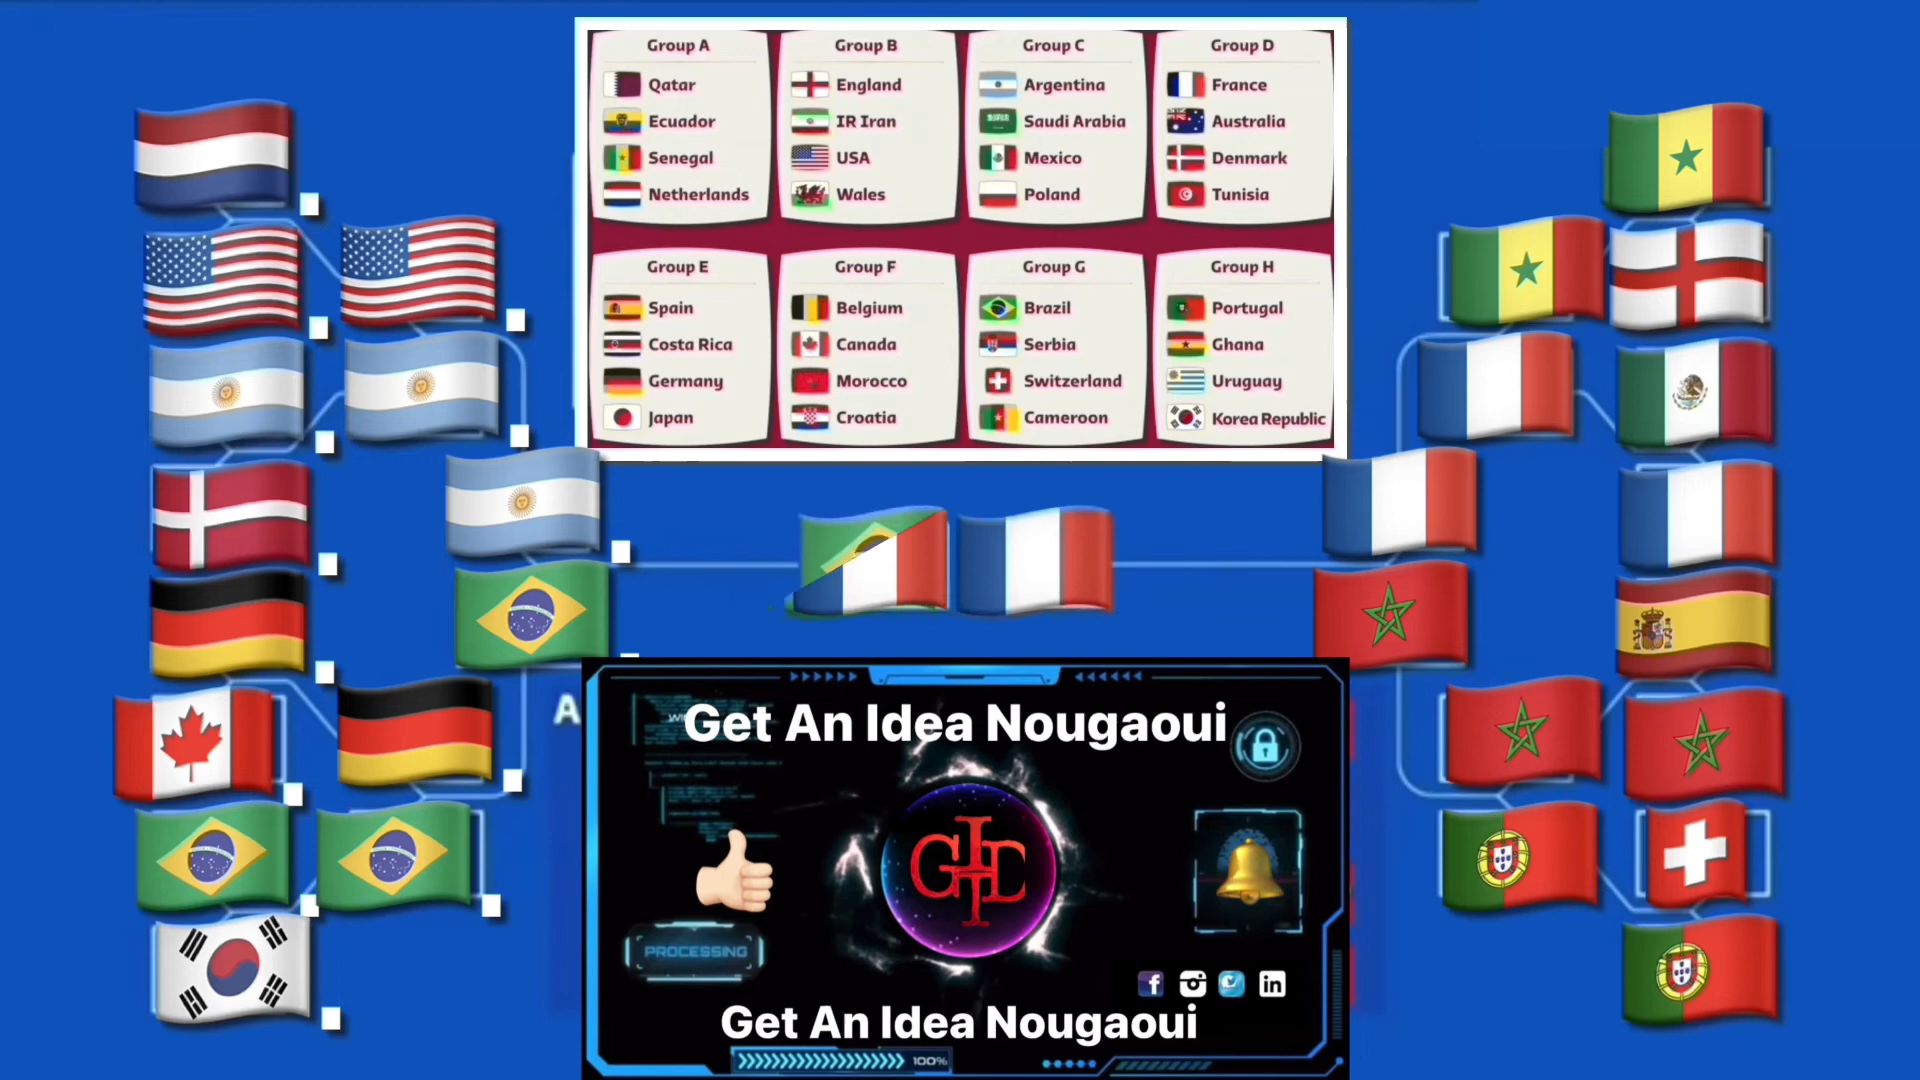 Group A
Qatar
Ecuador
Senegal
Netherlands
Group B
England
IR Iran
USA
Wales
Group C
Argentina
Saudi Arabia
Mexico
Poland
Group D
France
Australia
Denmark
Tunisia
Group E
Spain
Costa Rica
Germany
Japan
Group F
Belgium
Canada
Morocco
Croatia
Group G
Brazil
Serbia
Switzerland
Cameroon
Group H
Portugal
Ghana
Uruguay
Korea Republic
A
Get An Idea Nougaoui
GID
PROCESSING
Get An Idea Nougaoui
100%